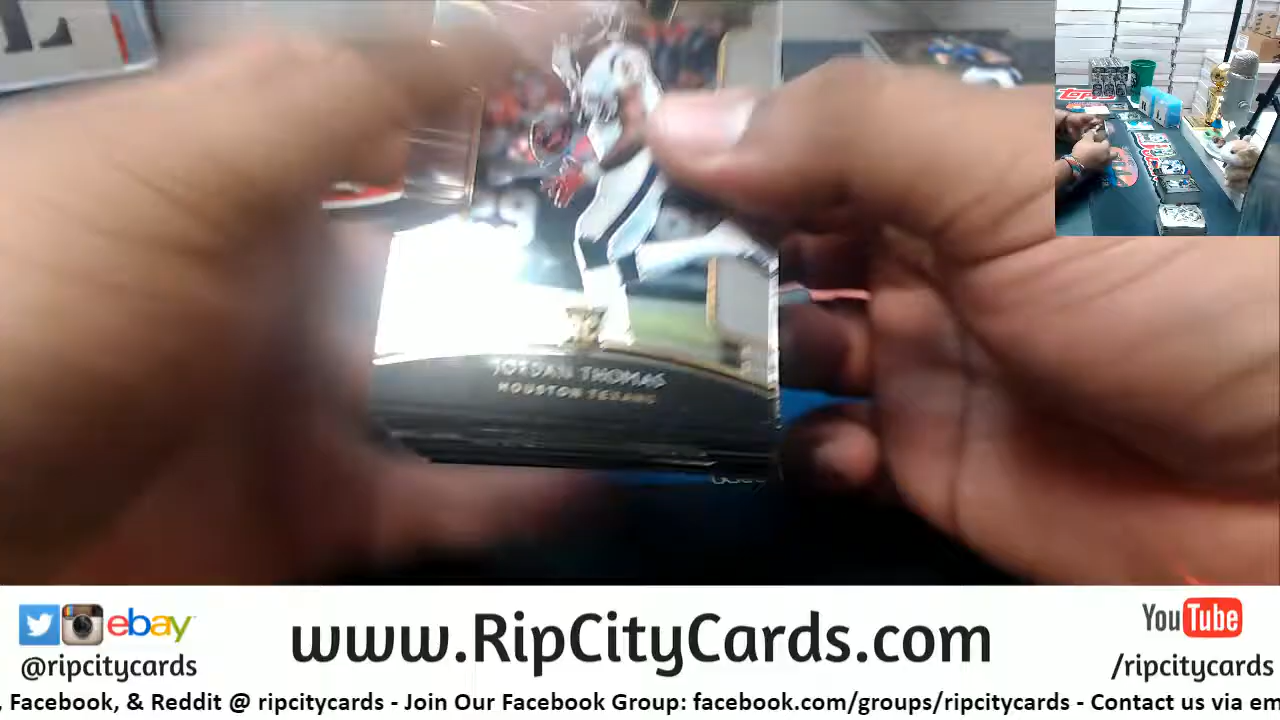 JORDAN THOMAS
HOUSTON TEXANS
ebay
@ripcitycards
www.RipCityCards.com
YouTube
/ripcitycards
, Facebook, & Reddit @ ripcitycards - Join Our Facebook Group: facebook.com/groups/ripcitycards - Contact us via em